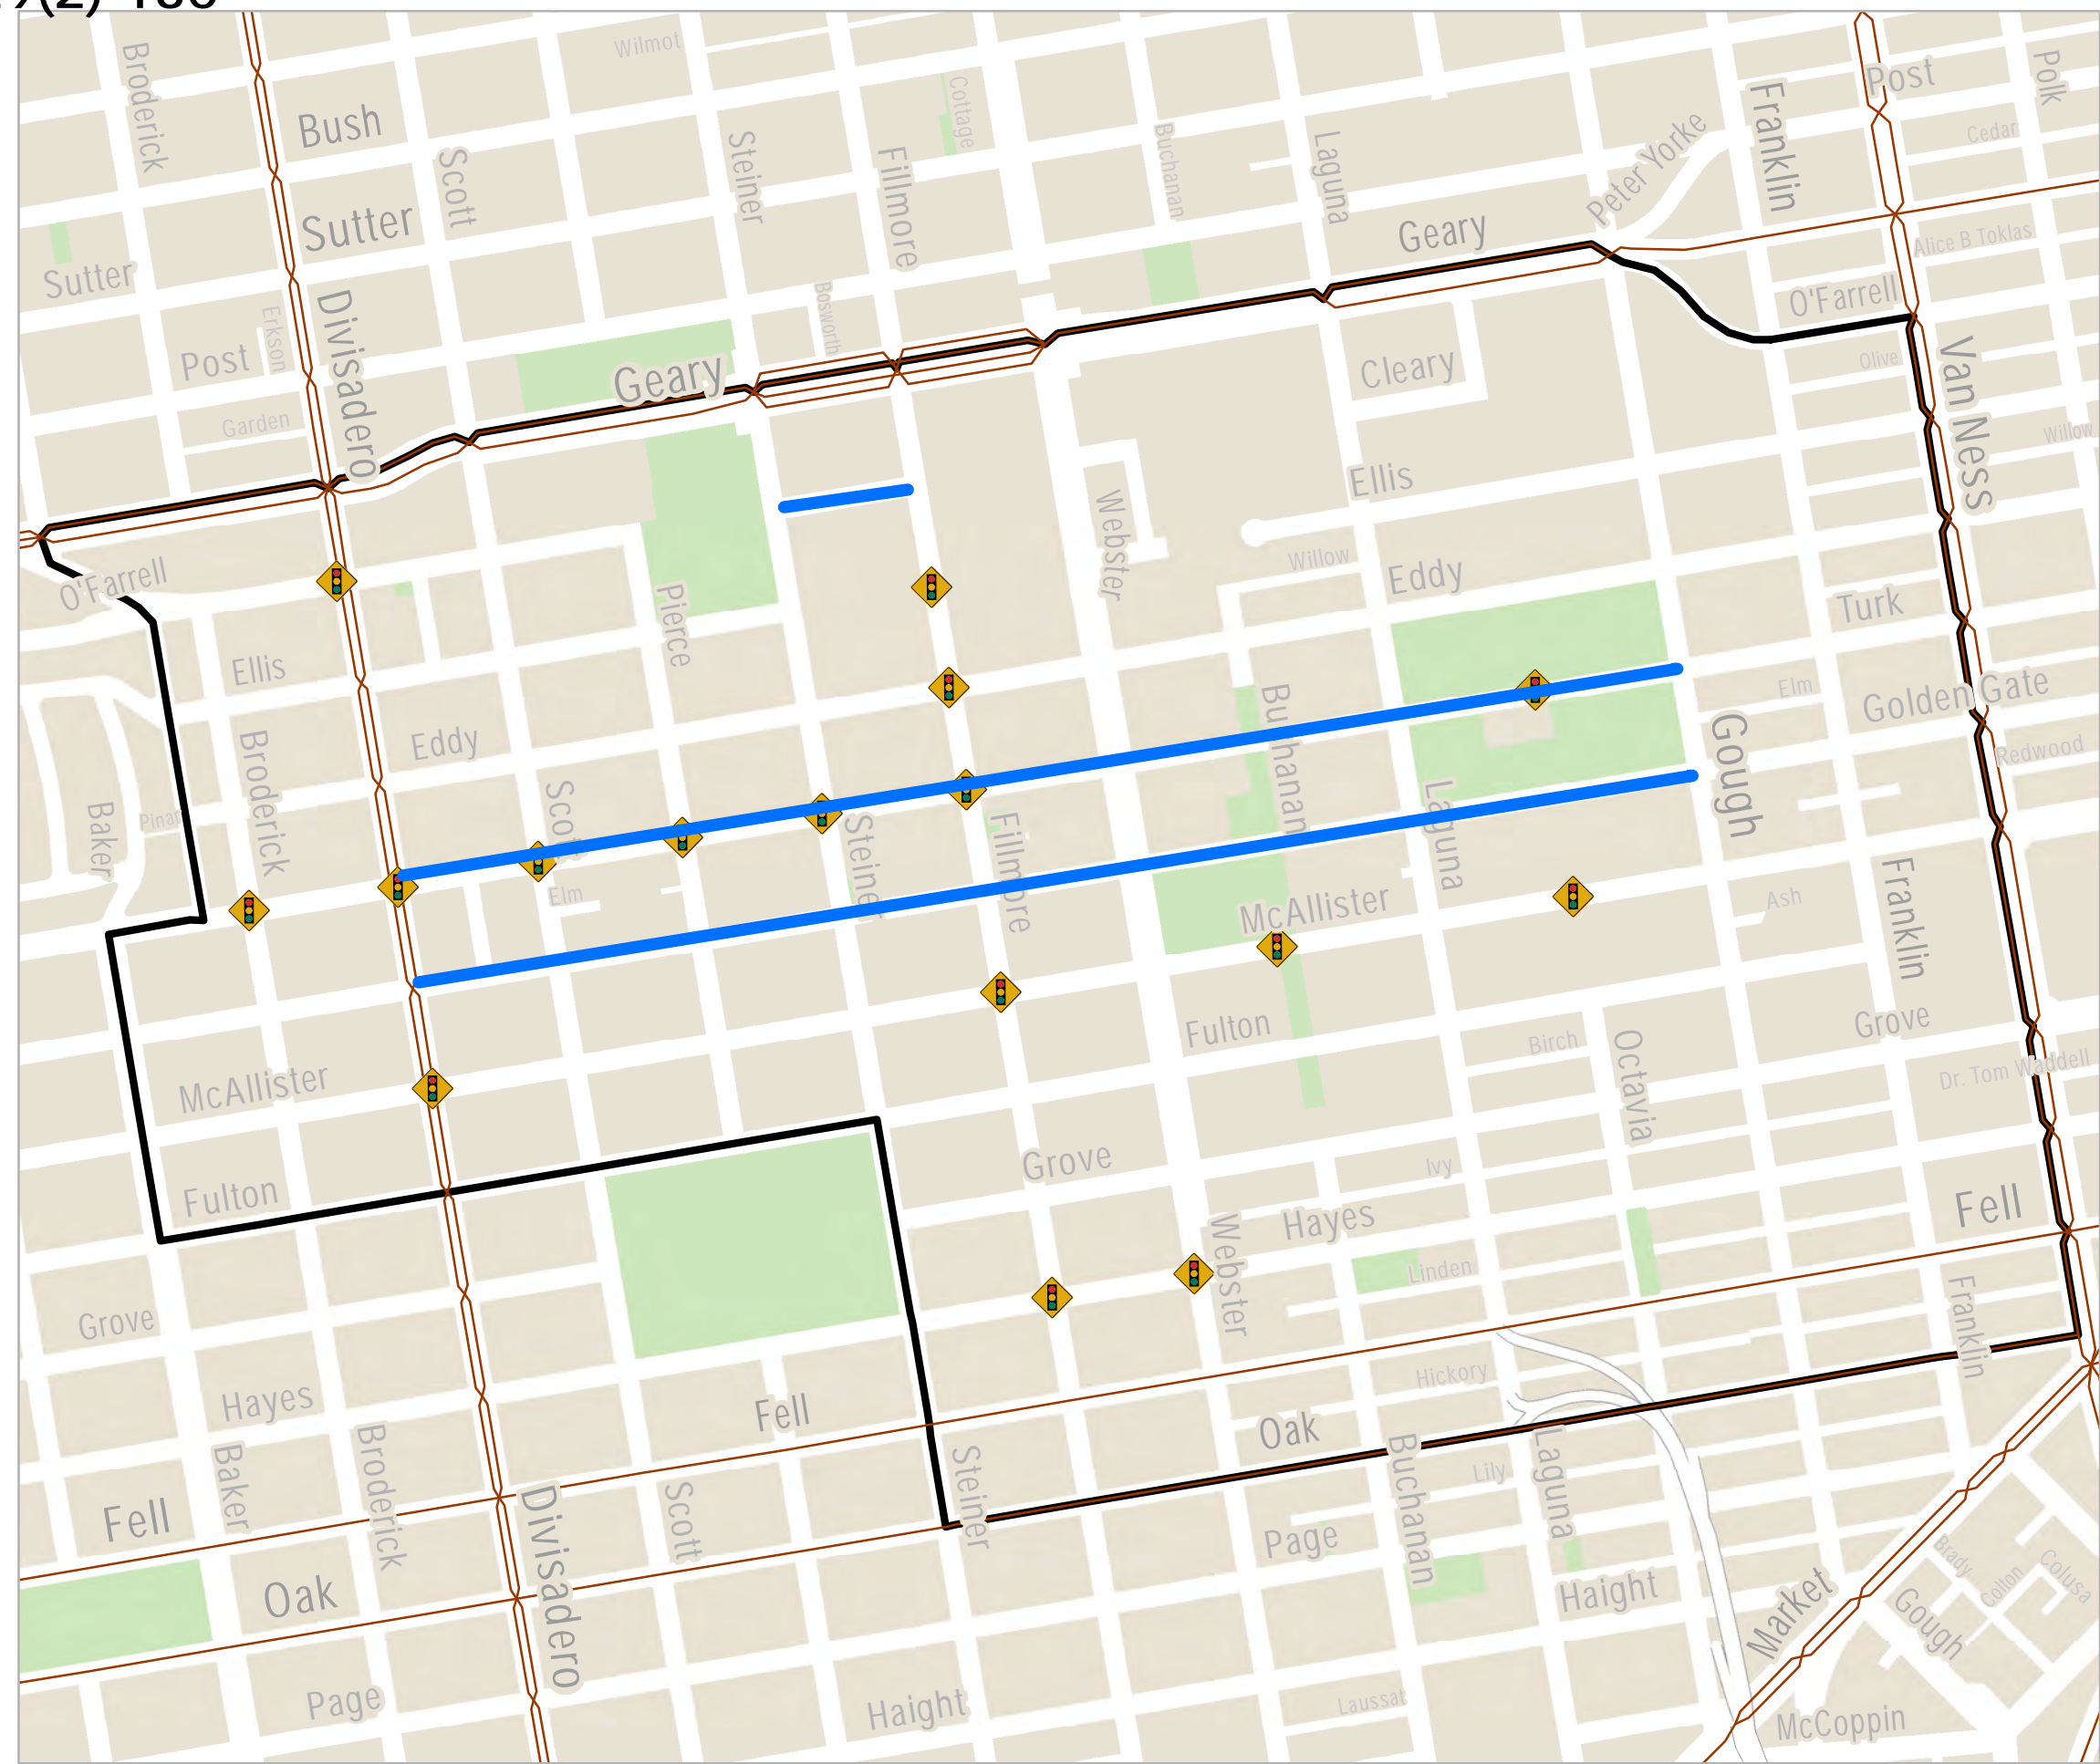 Wilmot
Broderick
Bush
Scott
Steiner
Fillmore
Cottage
Buchanan
Laguna
Peter Yorke
Franklin
Post
Polk
Cedar
Sutter
Sutter
Geary
Alice B Toklas
O'Farrell
Post
Erkson
Divisadero
Bosworth
Geary
Cleary
Olive
Van Ness
Garden
Willow
Ellis
Webster
O'Farrell
Pierce
Willow
Eddy
Turk
Ellis
Broderick
Eddy
Buchanan
Elm
Golden Gate
Gough
Redwood
Baker
Pinar
Scott
Steiner
Fillmore
Laguna
Elm
McAllister
Ash
Franklin
McAllister
Fulton
Birch
Octavia
Grove
Dr. Tom Waddell
Fulton
Grove
Ivy
Hayes
Webster
Linden
Fell
Grove
Franklin
Hayes
Fell
Hickory
Oak
Baker
Broderick
Steiner
Buchanan
Laguna
Lily
Fell
Scott
Page
Divisadero
Oak
Haight
Market
Brady
Colton
Colusa
Gough
Page
Haight
Laussat
McCoppin